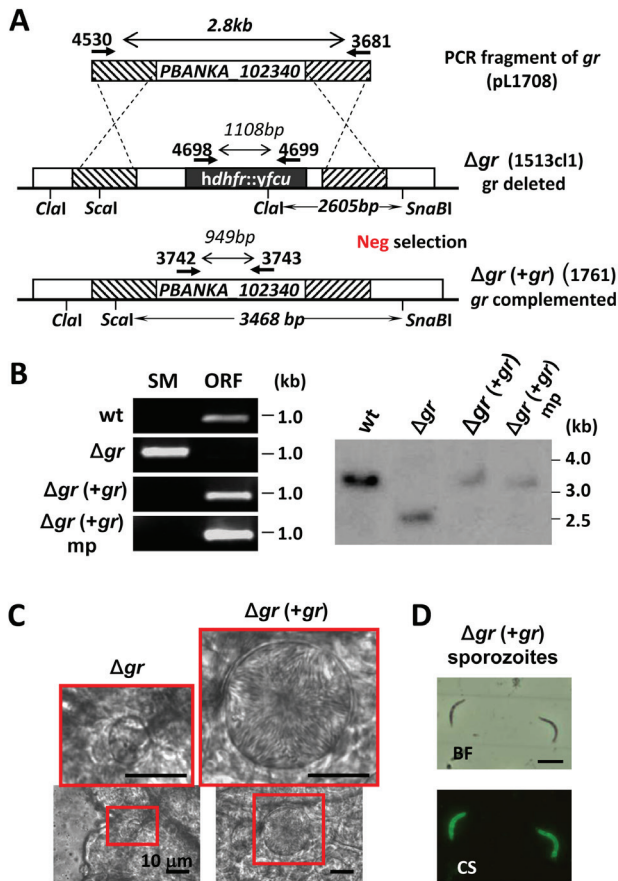 A
4530 2.8kb 3681
PBANKA_102340
PCR fragment of gr
(pL1708)
1108bp
4698 4699
hdhfr::yfcu
Δgr (1513cl1)
gr deleted
ClaI ScaI ClaI 2605bp SnaBI
Neg selection
949bp
3742 3743
PBANKA_102340
Δgr (+gr) (1761)
gr complemented
ClaI ScaI 3468 bp SnaBI
B
SM ORF (kb)
wt 1.0
Δgr 1.0
Δgr (+gr) 1.0
Δgr (+gr)
mp 1.0
wt Δgr Δgr (+gr) Δgr (+gr) mp (kb)
4.0
3.0
2.5
C
Δgr
Δgr (+gr)
10 μm
D
Δgr (+gr)
sporozoites
BF
CS